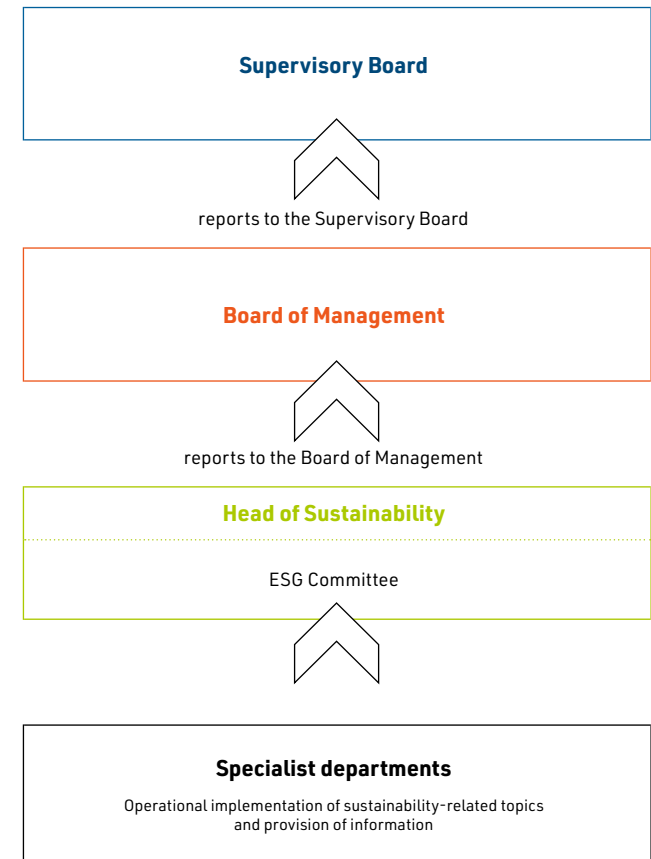 Supervisory Board
reports to the Supervisory Board
Board of Management
reports to the Board of Management
Head of Sustainability
ESG Committee
Specialist departments
Operational implementation of sustainability-related topics
and provision of information